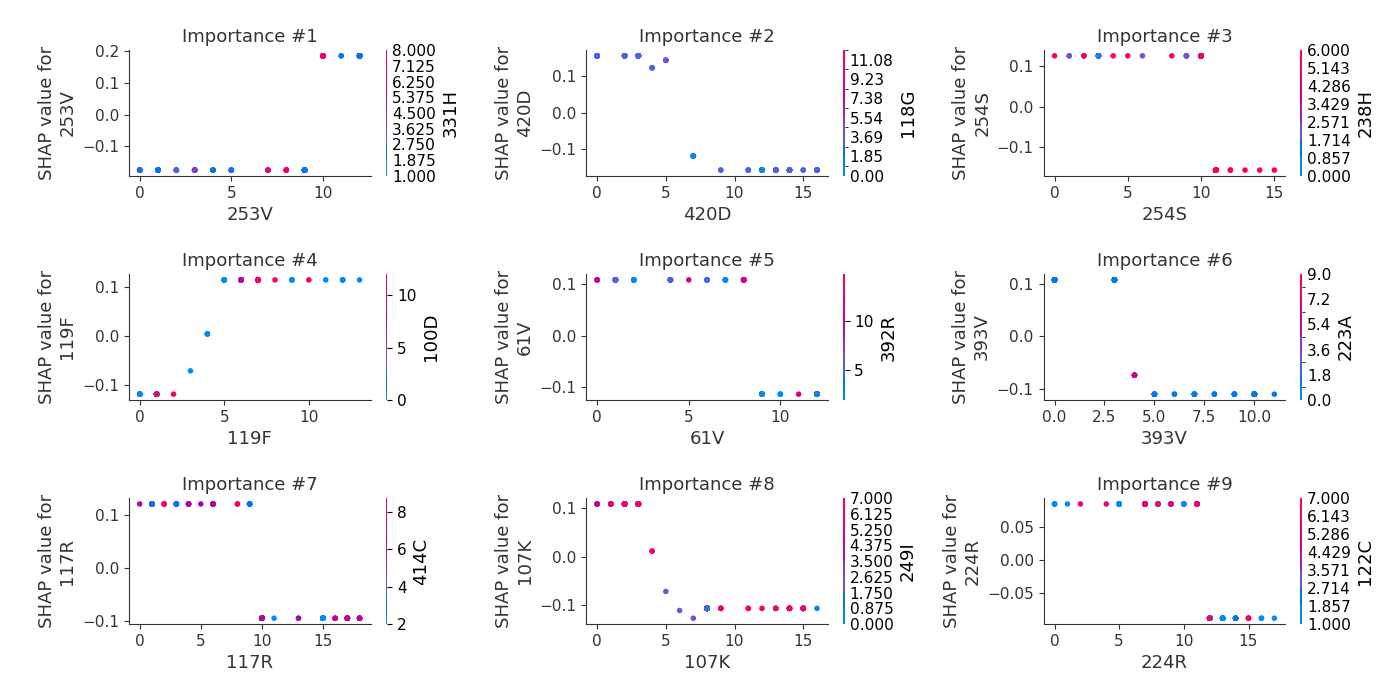 Importance #1
SHAP value for
253V
0.2
0.1
0.0
−0.1
0
5
10
253V
8.000
7.125
6.250
5.375
4.500
3.625
2.750
1.875
1.000
331H
Importance #2
SHAP value for
420D
0.1
0.0
−0.1
0
5
10
15
420D
11.08
9.23
7.38
5.54
3.69
1.85
0.00
118G
Importance #3
SHAP value for
254S
0.1
0.0
−0.1
0
5
10
15
254S
6.000
5.143
4.286
3.429
2.571
1.714
0.857
0.000
238H
Importance #4
SHAP value for
119F
0.1
0.0
−0.1
0
5
10
119F
10
5
0
100D
Importance #5
SHAP value for
61V
0.1
0.0
−0.1
0
5
10
61V
10
5
392R
Importance #6
SHAP value for
393V
0.1
0.0
−0.1
0.0
2.5
5.0
7.5
10.0
393V
9.0
7.2
5.4
3.6
1.8
0.0
223A
Importance #7
SHAP value for
117R
0.1
0.0
−0.1
0
5
10
15
117R
8
6
4
2
414C
Importance #8
SHAP value for
107K
0.1
0.0
−0.1
0
5
10
15
107K
7.000
6.125
5.250
4.375
3.500
2.625
1.750
0.875
0.000
249I
Importance #9
SHAP value for
224R
0.05
0.00
−0.05
0
5
10
15
224R
7.000
6.143
5.286
4.429
3.571
2.714
1.857
1.000
122C